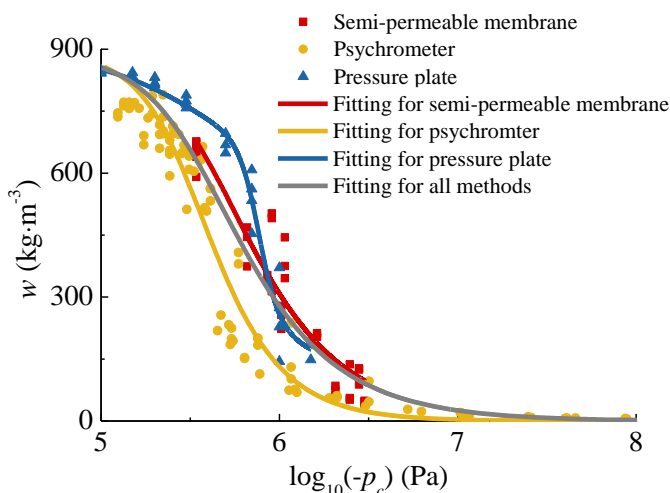 Semi-permeable membrane
Psychrometer
Pressure plate
Fitting for semi-permeable membrane
Fitting for psychromter
Fitting for pressure plate
Fitting for all methods
900
600
300
0
w (kg·m⁻³)
5 6 7 8
log₁₀(-p_c) (Pa)